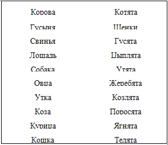 Корова Котята
Гусыня Щенки
Свинья Гусята
Лошадь Цыплята
Собака Утята
Овца Жеребята
Утка Козлята
Коза Поросята
Курица Ягнята
Кошка Телята